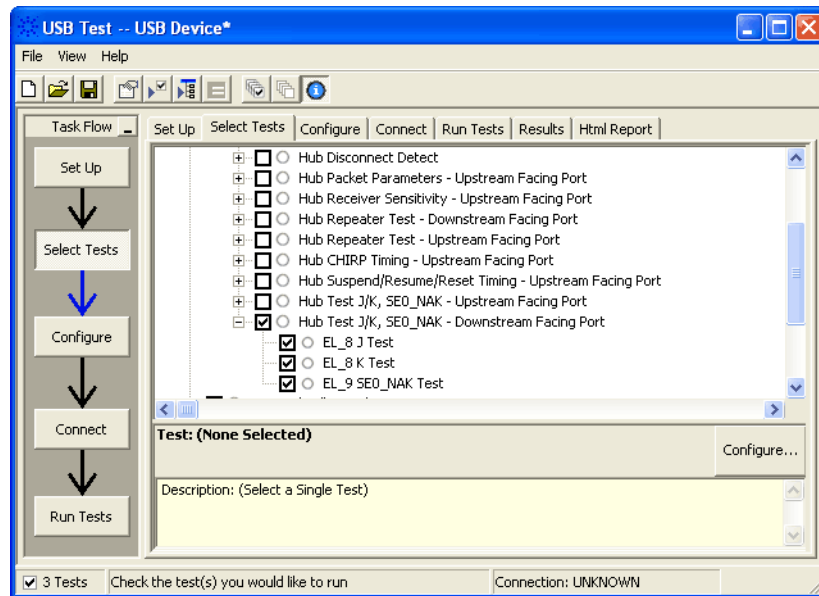 USB Test -- USB Device*
File View Help
Task Flow
Set Up Select Tests Configure Connect Run Tests Results Html Report
Set Up
Select Tests
Configure
Connect
Run Tests
Hub Disconnect Detect
Hub Packet Parameters - Upstream Facing Port
Hub Receiver Sensitivity - Upstream Facing Port
Hub Repeater Test - Downstream Facing Port
Hub Repeater Test - Upstream Facing Port
Hub CHIRP Timing - Upstream Facing Port
Hub Suspend/Resume/Reset Timing - Upstream Facing Port
Hub Test J/K, SE0_NAK - Upstream Facing Port
Hub Test J/K, SE0_NAK - Downstream Facing Port
EL_8 J Test
EL_8 K Test
EL_9 SE0_NAK Test
Test: (None Selected)
Configure...
Description: (Select a Single Test)
3 Tests Check the test(s) you would like to run Connection: UNKNOWN